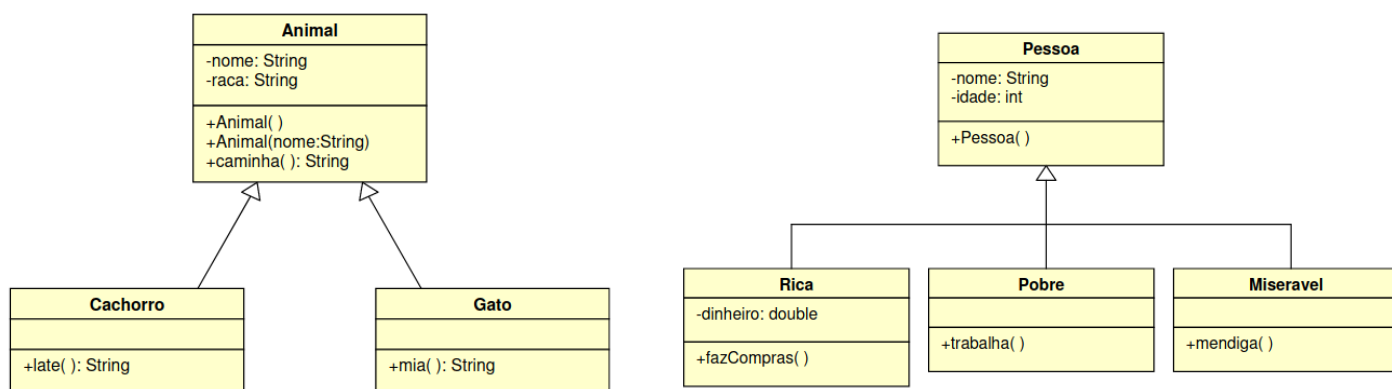 Animal
-nome: String
-raca: String
+Animal( )
+Animal(nome:String)
+caminha( ): String
Cachorro
+late( ): String
Gato
+mia( ): String
Pessoa
-nome: String
-idade: int
+Pessoa( )
Rica
-dinheiro: double
+fazCompras( )
Pobre
+trabalha( )
Miseravel
+mendiga( )